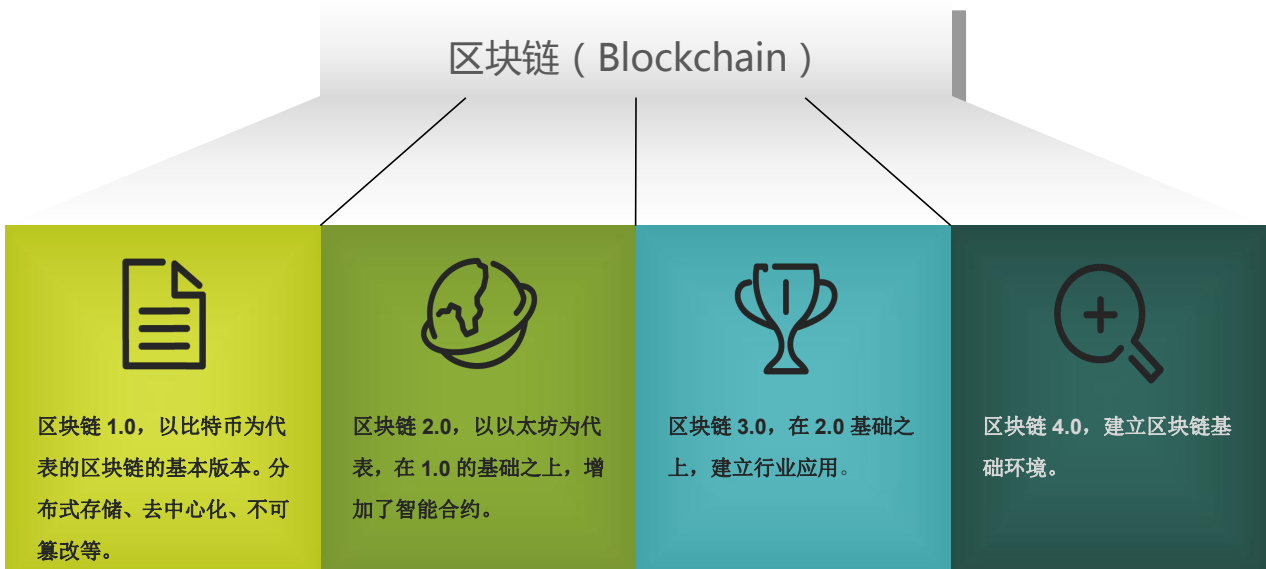 区块链（Blockchain）
区块链 1.0，以比特币为代
表的区块链的基本版本。分
布式存储、去中心化、不可
篡改等。
区块链 2.0，以以太坊为代
表，在 1.0 的基础之上，增
加了智能合约。
区块链 3.0，在 2.0 基础之
上，建立行业应用。
区块链 4.0，建立区块链基
础环境。